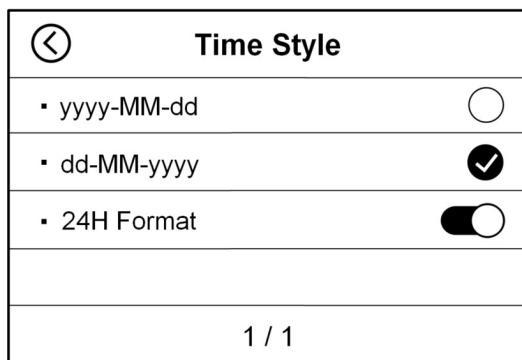 Time Style
▪ yyyy-MM-dd
▪ dd-MM-yyyy
▪ 24H Format
1 / 1